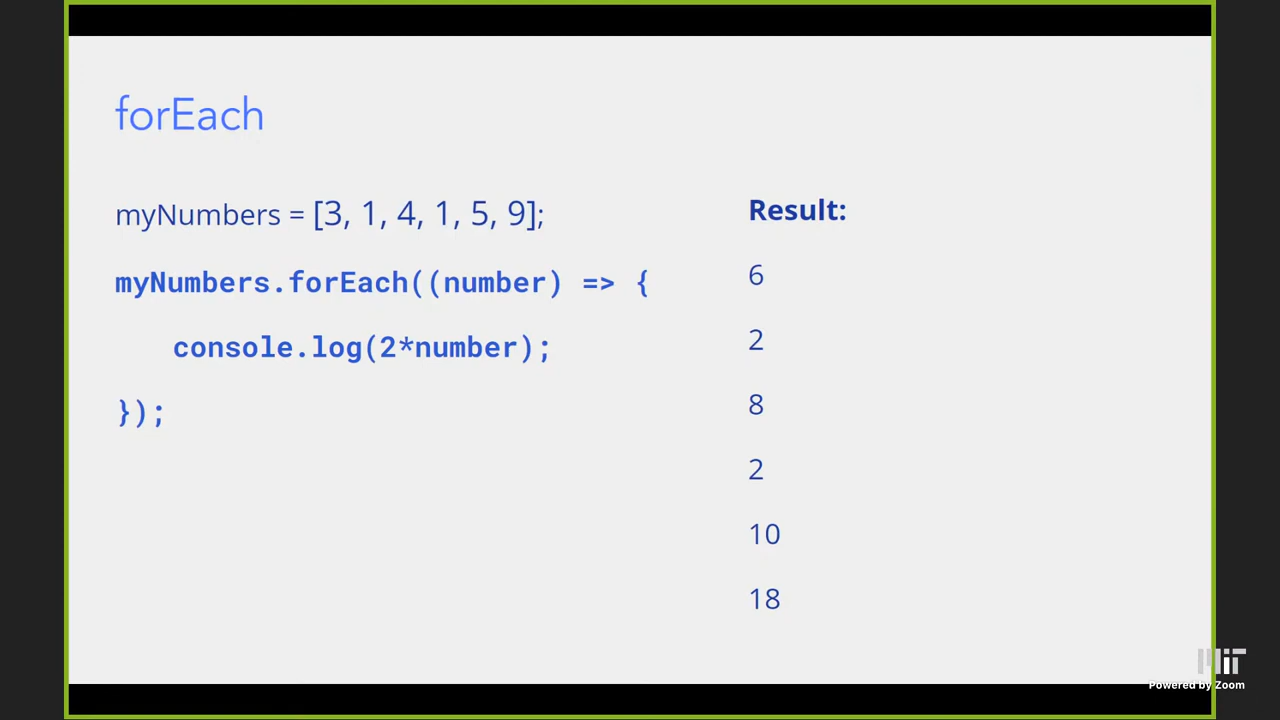 forEach
myNumbers = [3, 1, 4, 1, 5, 9];
myNumbers.forEach((number) => {
console.log(2*number);
});
Result:
6
2
8
2
10
18
MIT
Powered by Zoom